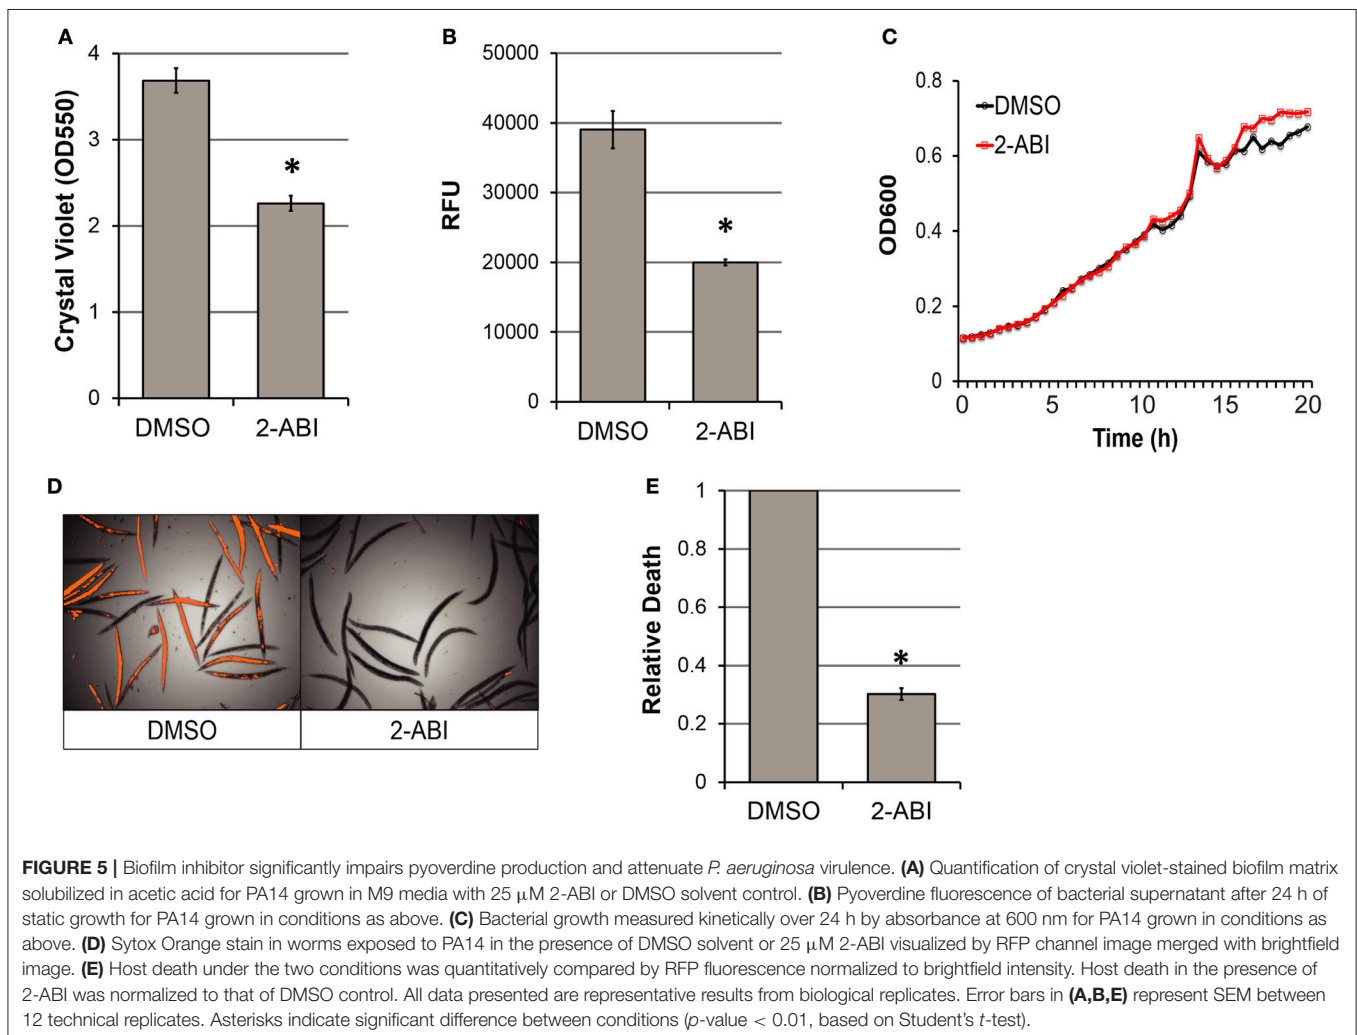 A
4
3
2
1
0
Crystal Violet (OD550)
*
DMSO 2-ABI
B
50000
40000
30000
20000
10000
0
RFU
*
DMSO 2-ABI
C
0.8
0.6
0.4
0.2
0
OD600
DMSO
2-ABI
0 5 10 15 20
Time (h)
D
DMSO 2-ABI
E
1
0.8
0.6
0.4
0.2
0
Relative Death
*
DMSO 2-ABI
FIGURE 5 | Biofilm inhibitor significantly impairs pyoverdine production and attenuate P. aeruginosa virulence. (A) Quantification of crystal violet-stained biofilm matrix
solubilized in acetic acid for PA14 grown in M9 media with 25 μM 2-ABI or DMSO solvent control. (B) Pyoverdine fluorescence of bacterial supernatant after 24 h of
static growth for PA14 grown in conditions as above. (C) Bacterial growth measured kinetically over 24 h by absorbance at 600 nm for PA14 grown in conditions as
above. (D) Sytox Orange stain in worms exposed to PA14 in the presence of DMSO solvent or 25 μM 2-ABI visualized by RFP channel image merged with brightfield
image. (E) Host death under the two conditions was quantitatively compared by RFP fluorescence normalized to brightfield intensity. Host death in the presence of
2-ABI was normalized to that of DMSO control. All data presented are representative results from biological replicates. Error bars in (A,B,E) represent SEM between
12 technical replicates. Asterisks indicate significant difference between conditions (p-value < 0.01, based on Student's t-test).